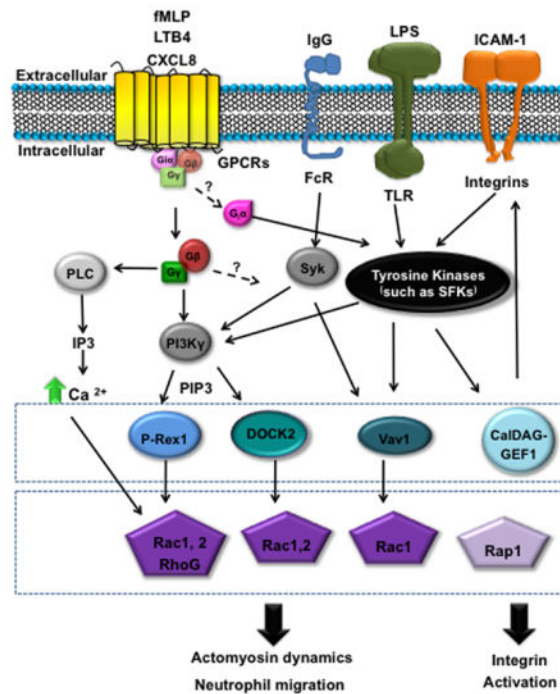 fMLP
LTB4
CXCL8
IgG
LPS
ICAM-1
Extracellular
Intracellular
GPCRs
Giα
Gβ
Gγ
?
Giα
FcR
TLR
Integrins
Gβ
Gγ
?
PLC
Syk
Tyrosine Kinases
(such as SFKs)
IP3
PI3Kγ
Ca 2+
PIP3
P-Rex1
DOCK2
Vav1
CalDAG-
GEF1
Rac1, 2
RhoG
Rac1,2
Rac1
Rap1
Actomyosin dynamics
Neutrophil migration
Integrin
Activation